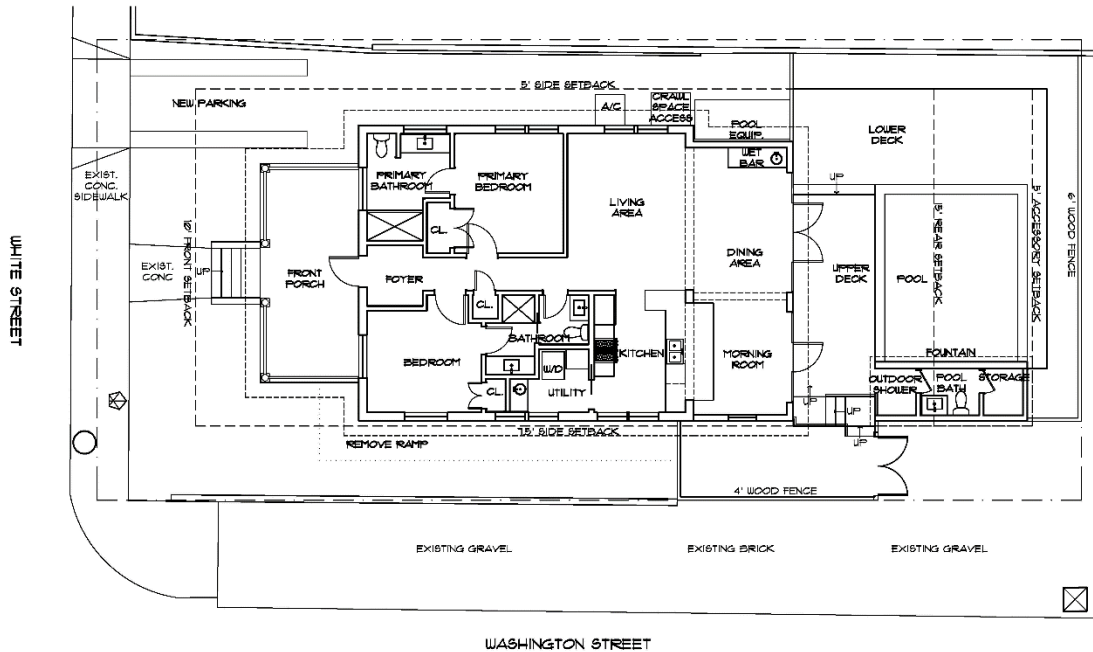 5' SIDE SETBACK
NEW PARKING
A/C
CRAWL
SPACE
ACCESS
POOL
EQUIP.
LOWER
DECK
WET
BAR
PRIMARY
BATHROOM
PRIMARY
BEDROOM
EXIST.
CONC.
SIDEWALK
UP
LIVING
AREA
CL.
10' FRONT SETBACK
5' ACCESSORY SETBACK
6' WOOD FENCE
15' REAR SETBACK
WHITE STREET
EXIST.
CONC
UP
FRONT
PORCH
FOYER
DINING
AREA
UPPER
DECK
POOL
CL.
BATHROOM
BEDROOM
KITCHEN
MORNING
ROOM
FOUNTAIN
W/D
UTILITY
CL.
OUTDOOR
SHOWER
POOL
BATH
STORAGE
UP
UP
UP
7.5' SIDE SETBACK
REMOVE RAMP
4' WOOD FENCE
EXISTING GRAVEL
EXISTING BRICK
EXISTING GRAVEL
WASHINGTON STREET